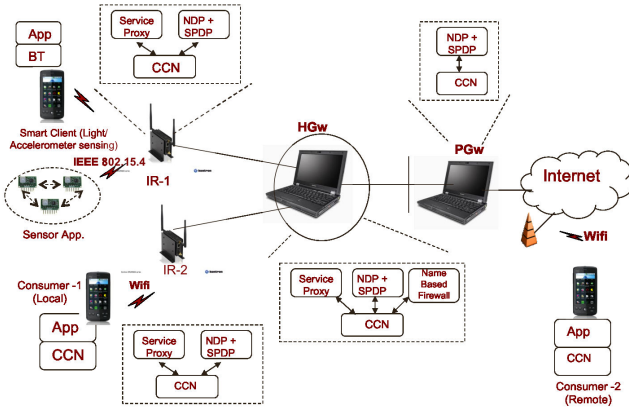 App
BT
Service
Proxy
NDP +
SPDP
CCN
NDP +
SPDP
CCN
Smart Client (Light/
Accelerometer sensing)
IEEE 802.15.4
IR-1
HGw
PGw
Internet
Sensor App.
Wifi
IR-2
Consumer -1
(Local)
Wifi
App
CCN
Service
Proxy
NDP +
SPDP
Name
Based
Firewall
CCN
Service
Proxy
NDP +
SPDP
CCN
App
CCN
Consumer -2
(Remote)